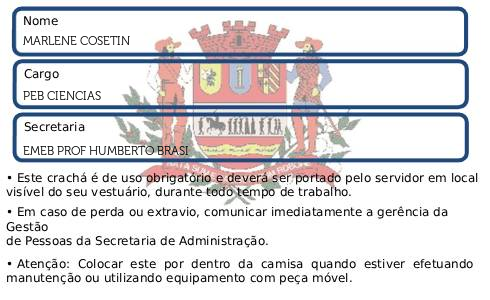 Nome
MARLENE COSETIN
Cargo
PEB CIENCIAS
Secretaria
EMEB PROF HUMBERTO BRASI
• Este crachá é de uso obrigatório e deverá ser portado pelo servidor em local
visível do seu vestuário, durante todo tempo de trabalho.
• Em caso de perda ou extravio, comunicar imediatamente a gerência da
Gestão
de Pessoas da Secretaria de Administração.
• Atenção: Colocar este por dentro da camisa quando estiver efetuando
manutenção ou utilizando equipamento com peça móvel.